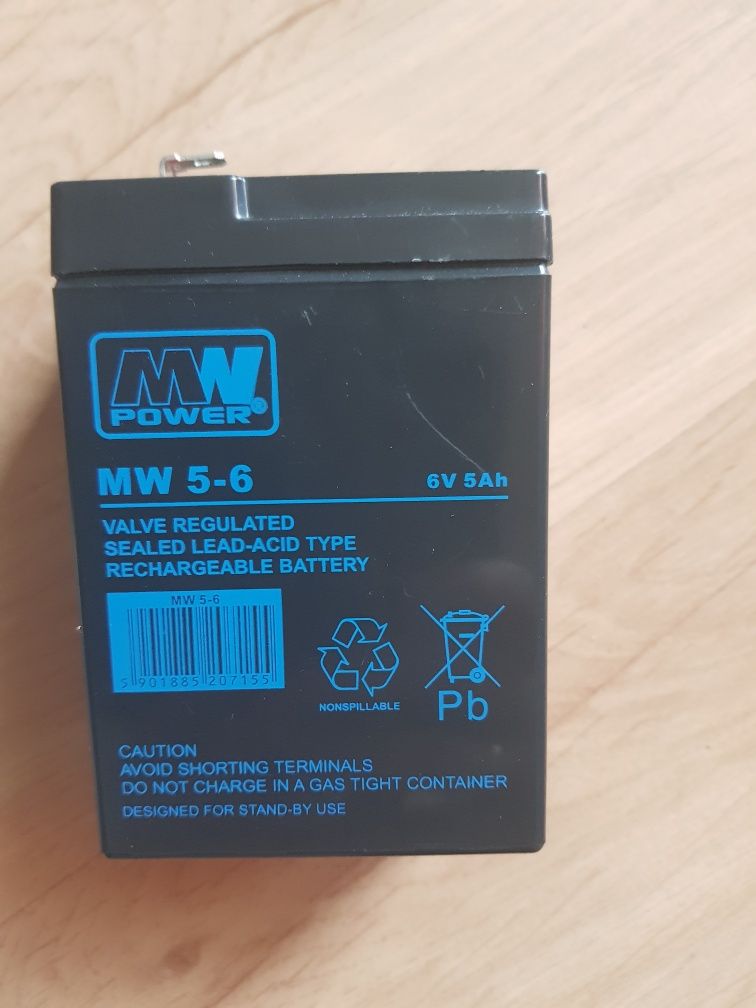 MW
POWER®
MW 5-6
6V 5Ah
VALVE REGULATED
SEALED LEAD-ACID TYPE
RECHARGEABLE BATTERY
MW 5-6
5 901885 207155
NONSPILLABLE
Pb
CAUTION
AVOID SHORTING TERMINALS
DO NOT CHARGE IN A GAS TIGHT CONTAINER
DESIGNED FOR STAND-BY USE